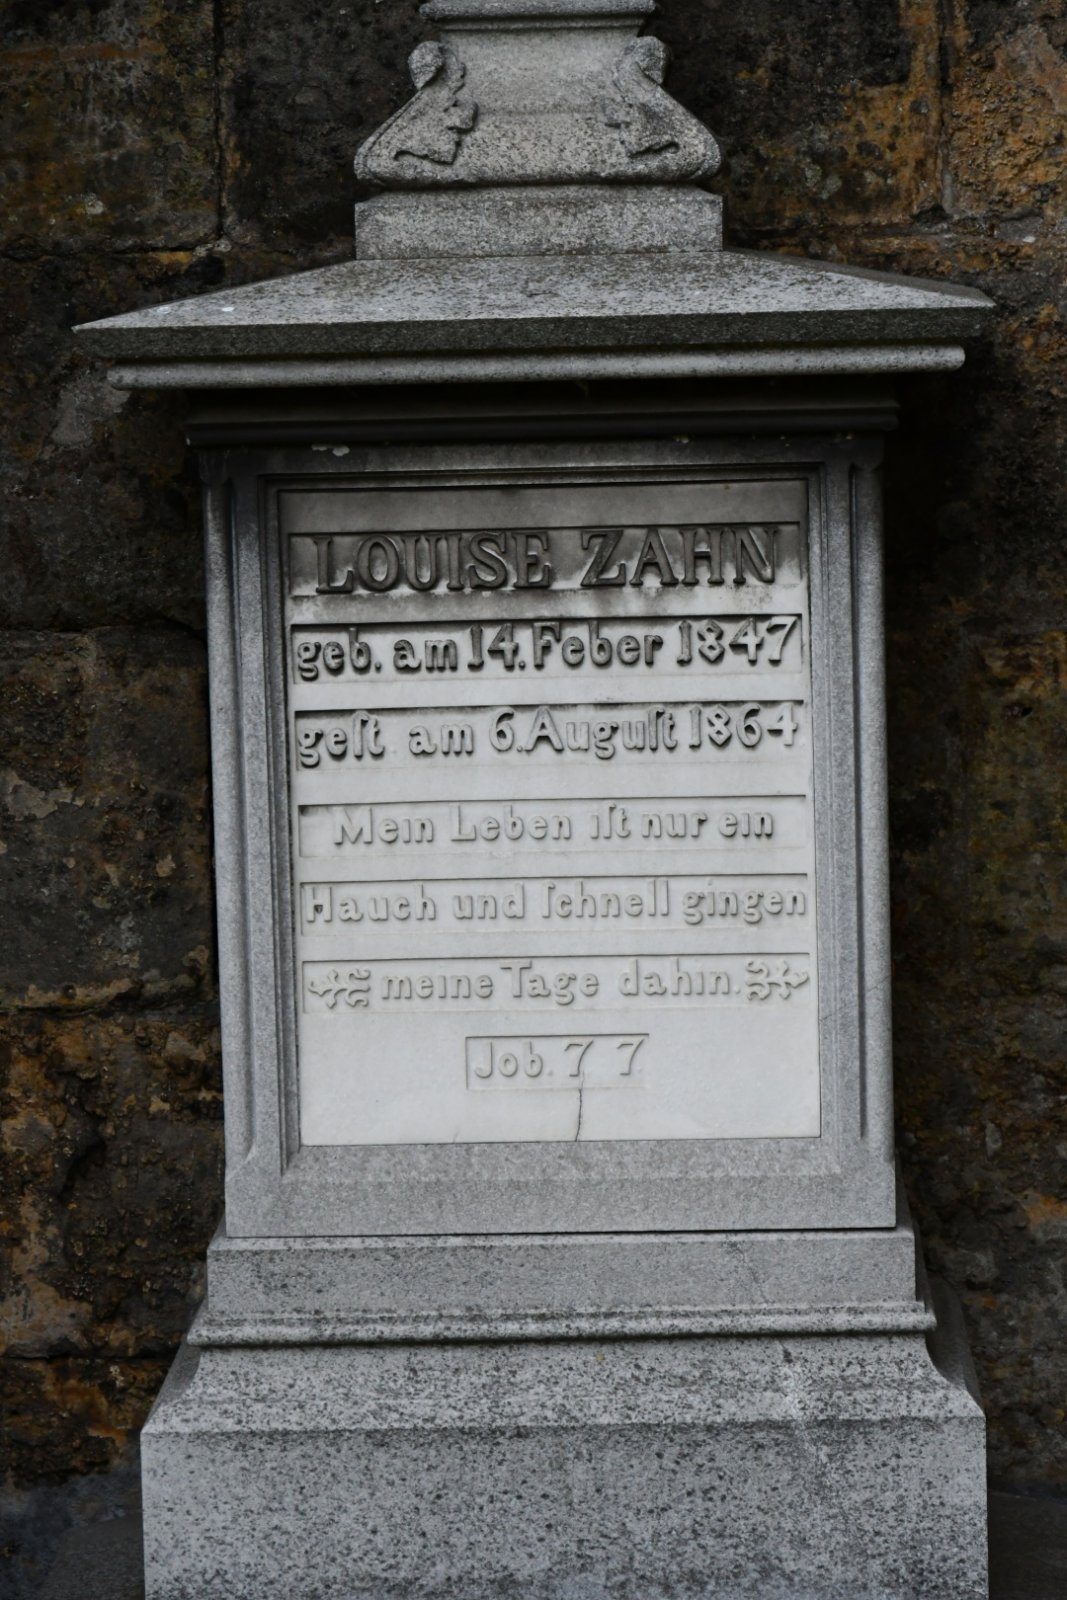 LOUISE ZAHN
geb. am 14. Feber 1847
geſt am 6. Auguſt 1864
Mein Leben iſt nur ein
Hauch und ſchnell gingen
meine Tage dahin.
Job. 7 7.